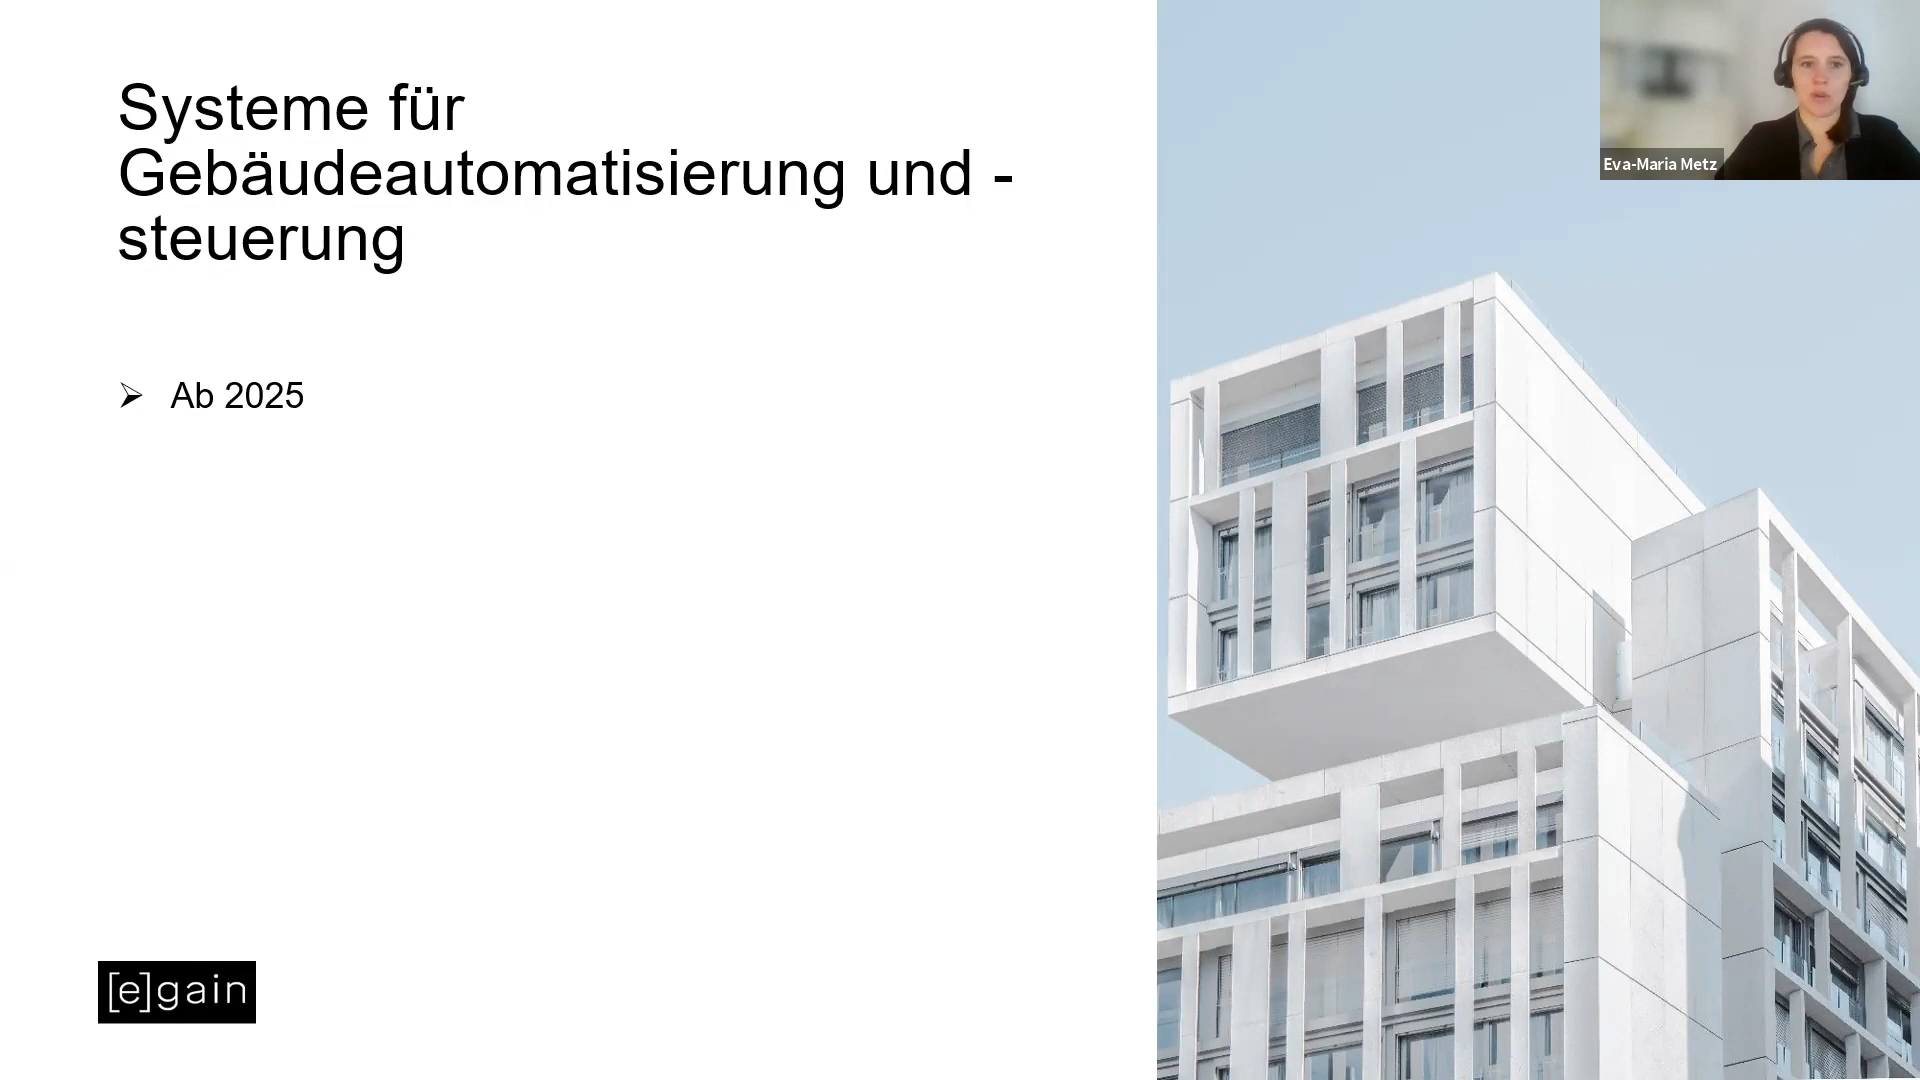 Systeme für
Gebäudeautomatisierung und -
steuerung
Ab 2025
[e]gain
Eva-Maria Metz